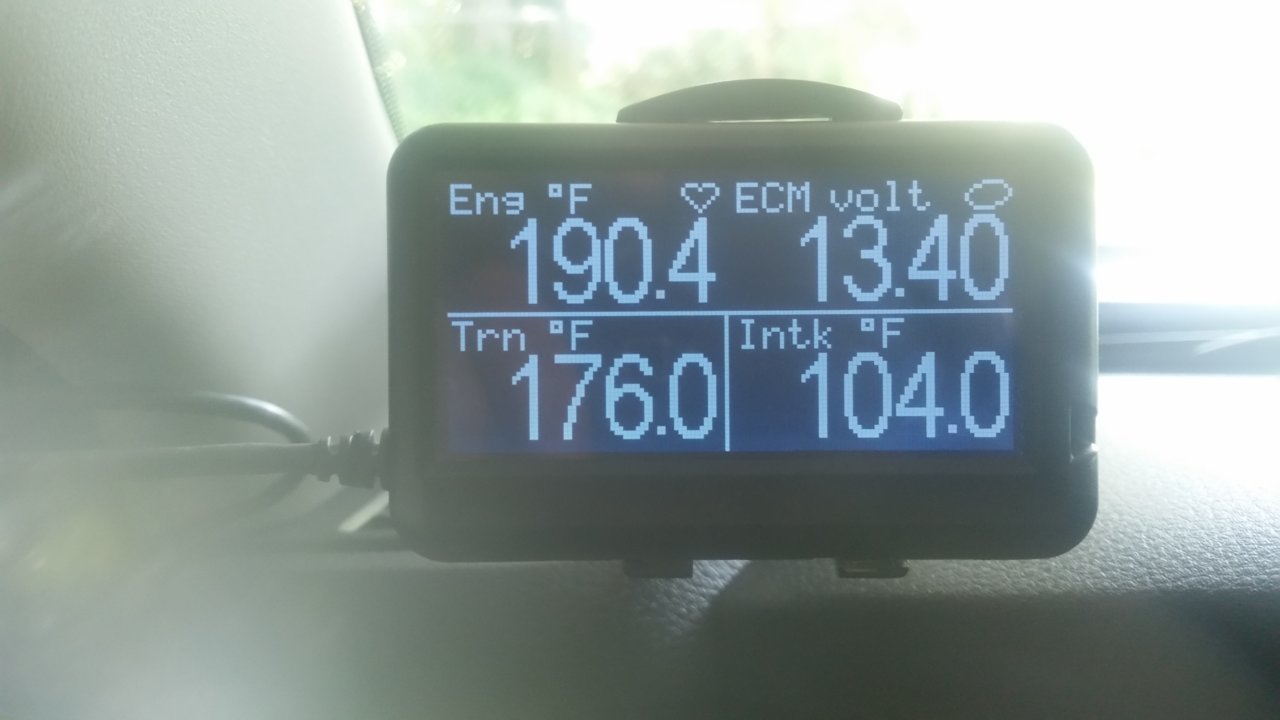 Eng °F ECM volt
190.4 13.40
Trn °F Intk °F
176.0 104.0